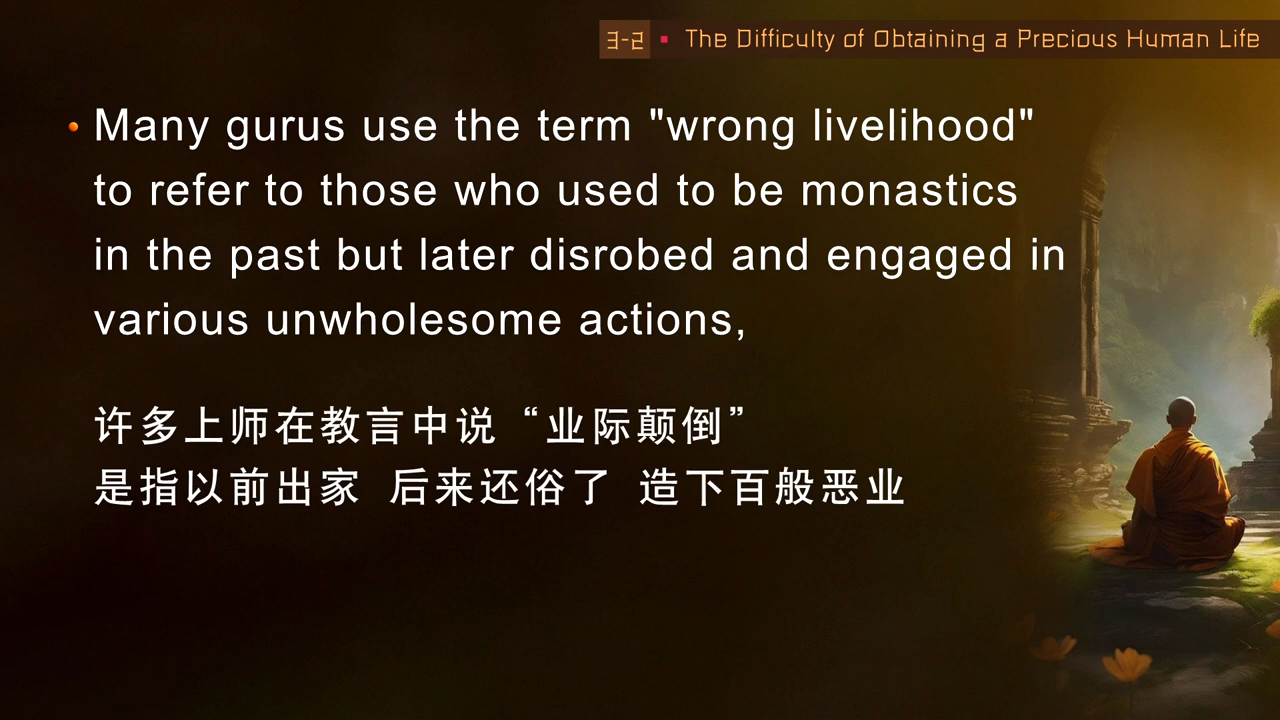 3-2 ▪ The Difficulty of Obtaining a Precious Human Life
• Many gurus use the term "wrong livelihood"
to refer to those who used to be monastics
in the past but later disrobed and engaged in
various unwholesome actions,
许多上师在教言中说“业际颠倒”
是指以前出家 后来还俗了 造下百般恶业